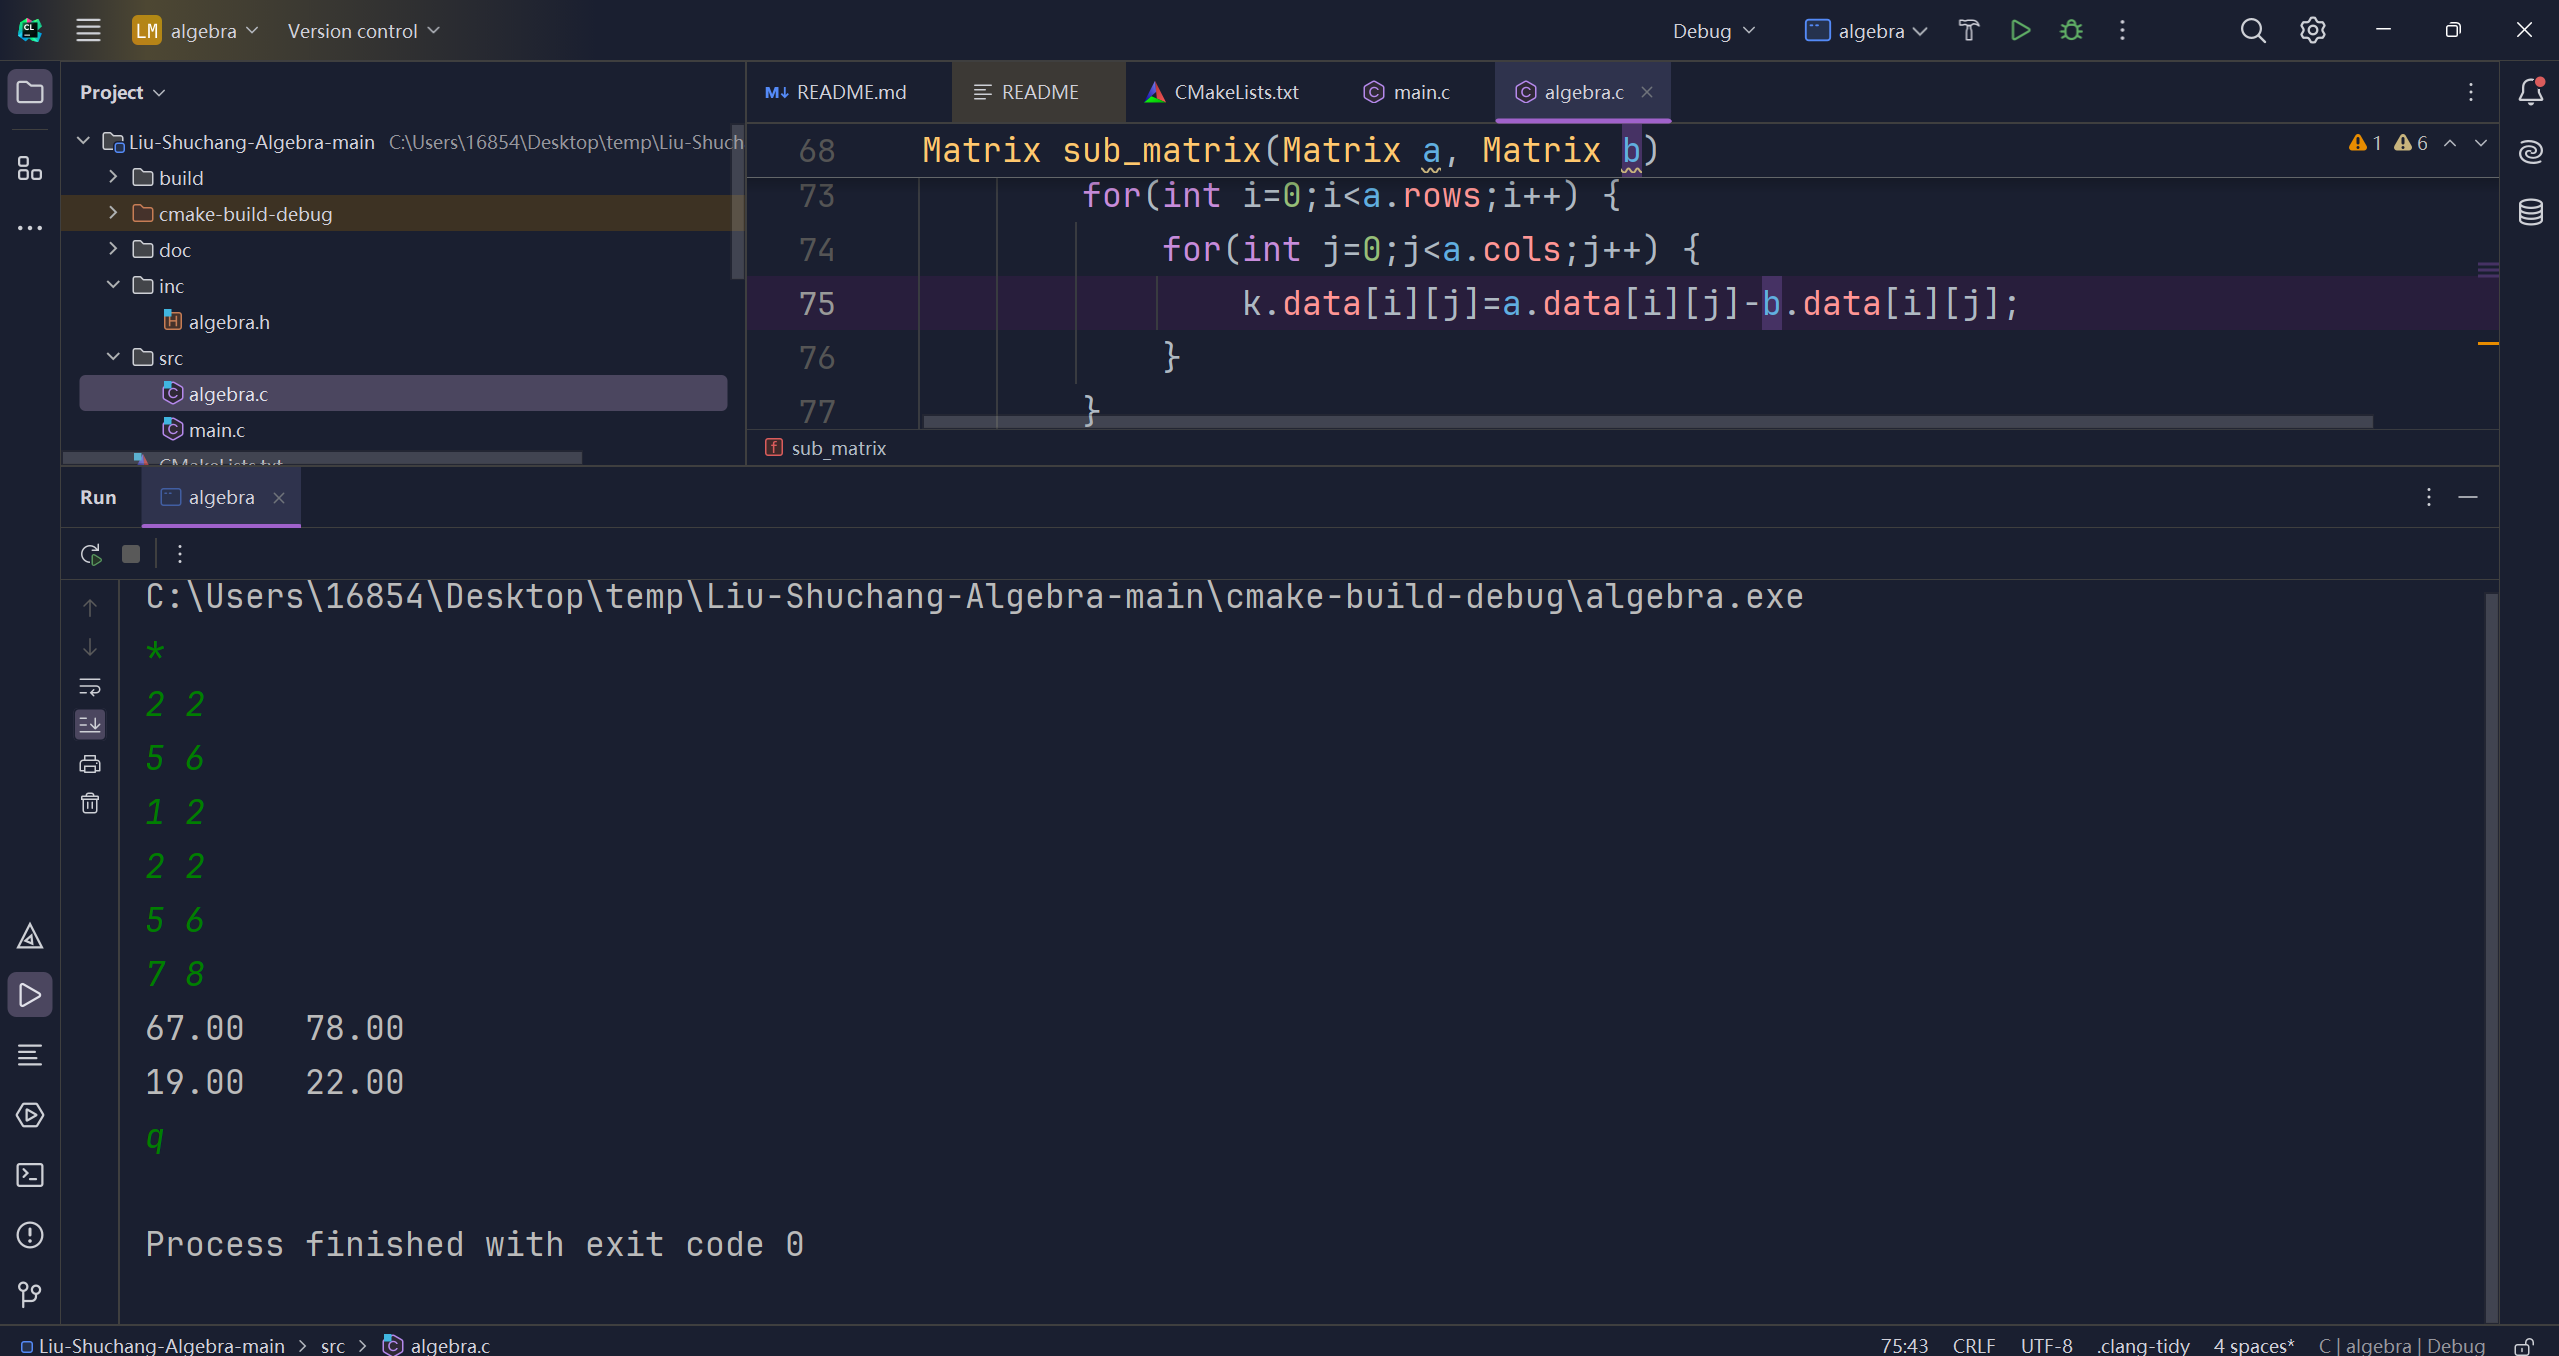 LM algebra Version control Debug algebra
Project
README.md README CMakeLists.txt main.c algebra.c
Liu-Shuchang-Algebra-main C:\Users\16854\Desktop\temp\Liu-Shuch
build
cmake-build-debug
doc
inc
algebra.h
src
algebra.c
main.c
CMakeLists.txt
68 Matrix sub_matrix(Matrix a, Matrix b) 1 6
73 for(int i=0;i<a.rows;i++) {
74 for(int j=0;j<a.cols;j++) {
75 k.data[i][j]=a.data[i][j]-b.data[i][j];
76 }
77 }
sub_matrix
Run algebra
C:\Users\16854\Desktop\temp\Liu-Shuchang-Algebra-main\cmake-build-debug\algebra.exe
*
2 2
5 6
1 2
2 2
5 6
7 8
67.00 78.00
19.00 22.00
q
Process finished with exit code 0
Liu-Shuchang-Algebra-main > src > algebra.c 75:43 CRLF UTF-8 .clang-tidy 4 spaces* C | algebra | Debug